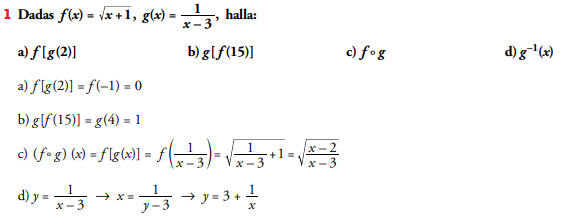 1 Dadas f(x) = √(x + 1), g(x) = 1/(x – 3), halla:
a) f [g(2)] b) g[f(15)] c) f ∘ g d) g⁻¹(x)
a) f [g(2)] = f(–1) = 0
b) g[f(15)] = g(4) = 1
c) (f ∘ g) (x) = f [g(x)] = f (1/(x – 3)) = √(1/(x – 3) + 1) = √((x – 2)/(x – 3))
d) y = 1/(x – 3) → x = 1/(y – 3) → y = 3 + 1/x